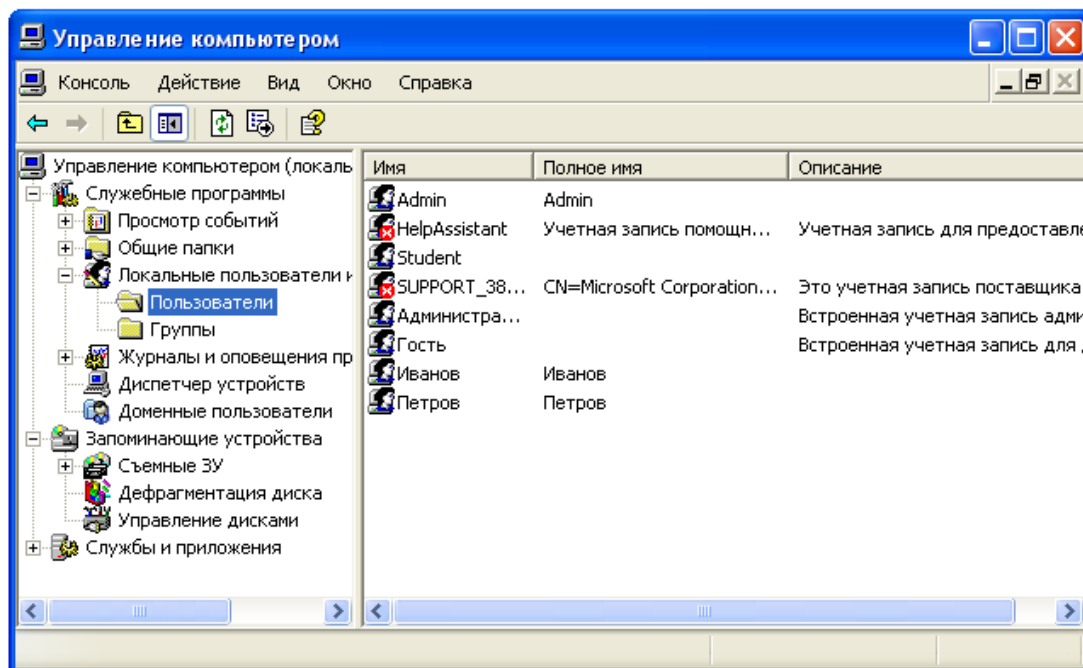 Управление компьютером
Консоль Действие Вид Окно Справка
Управление компьютером (локаль
Служебные программы
Просмотр событий
Общие папки
Локальные пользователи и
Пользователи
Группы
Журналы и оповещения пр
Диспетчер устройств
Доменные пользователи
Запоминающие устройства
Съемные ЗУ
Дефрагментация диска
Управление дисками
Службы и приложения
Имя Полное имя Описание
Admin Admin
HelpAssistant Учетная запись помощн... Учетная запись для предоставле
Student
SUPPORT_38... CN=Microsoft Corporation... Это учетная запись поставщика
Администра... Встроенная учетная запись адми
Гость Встроенная учетная запись для
Иванов Иванов
Петров Петров